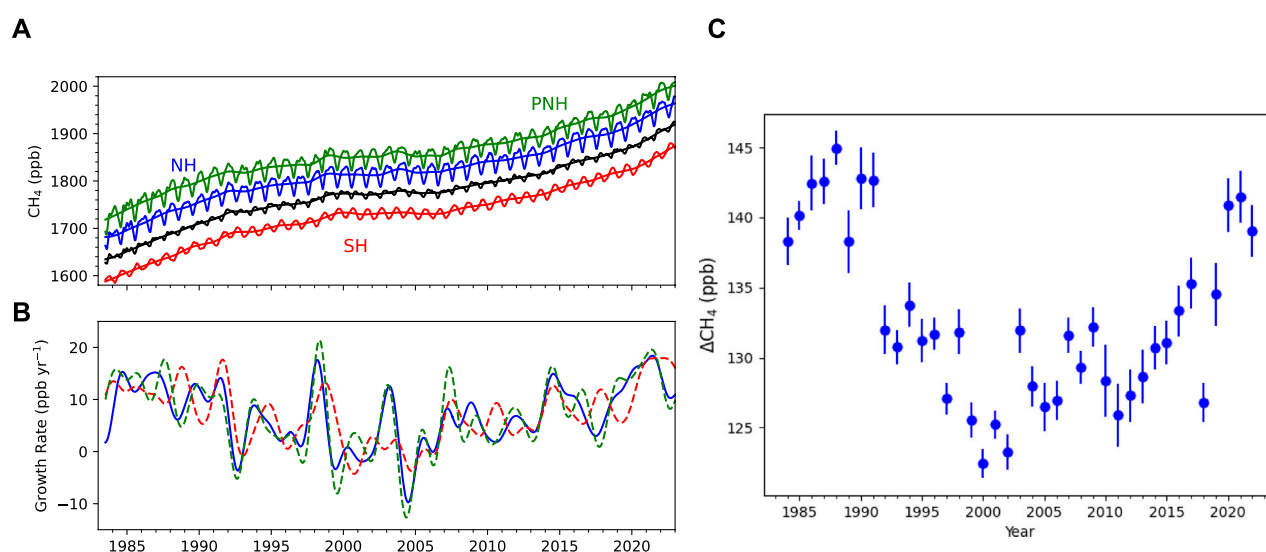 A
CH₄ (ppb)
2000
1900
1800
1700
1600
PNH
NH
SH
B
Growth Rate (ppb yr⁻¹)
20
10
0
−10
1985 1990 1995 2000 2005 2010 2015 2020
C
ΔCH₄ (ppb)
145
140
135
130
125
1985 1990 1995 2000 2005 2010 2015 2020
Year